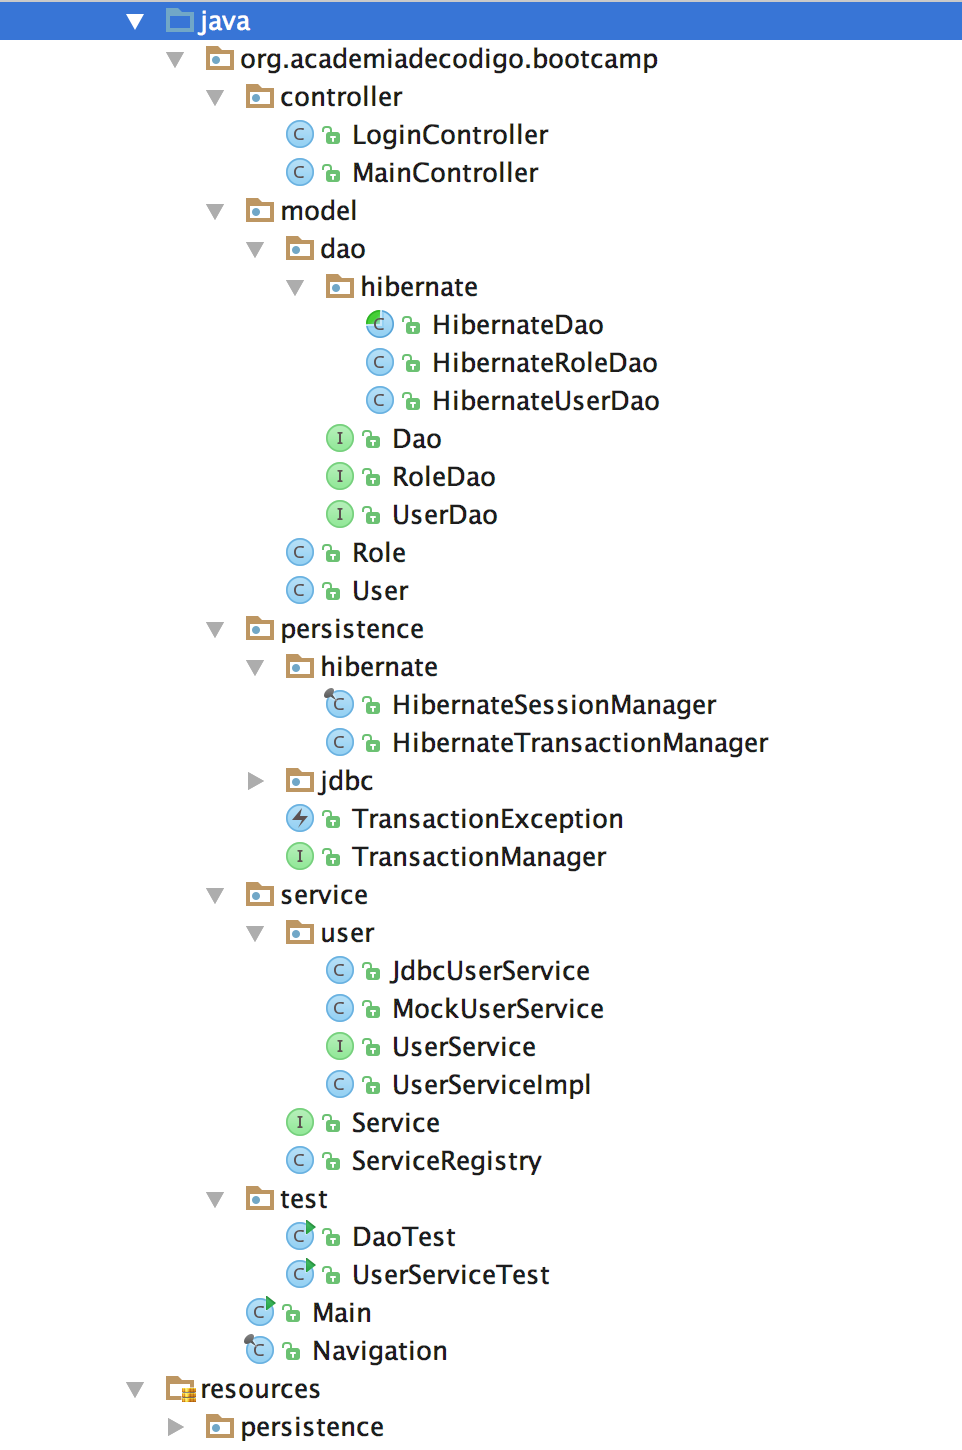 java
org.academiadecodigo.bootcamp
controller
LoginController
MainController
model
dao
hibernate
HibernateDao
HibernateRoleDao
HibernateUserDao
Dao
RoleDao
UserDao
Role
User
persistence
hibernate
HibernateSessionManager
HibernateTransactionManager
jdbc
TransactionException
TransactionManager
service
user
JdbcUserService
MockUserService
UserService
UserServiceImpl
Service
ServiceRegistry
test
DaoTest
UserServiceTest
Main
Navigation
resources
persistence